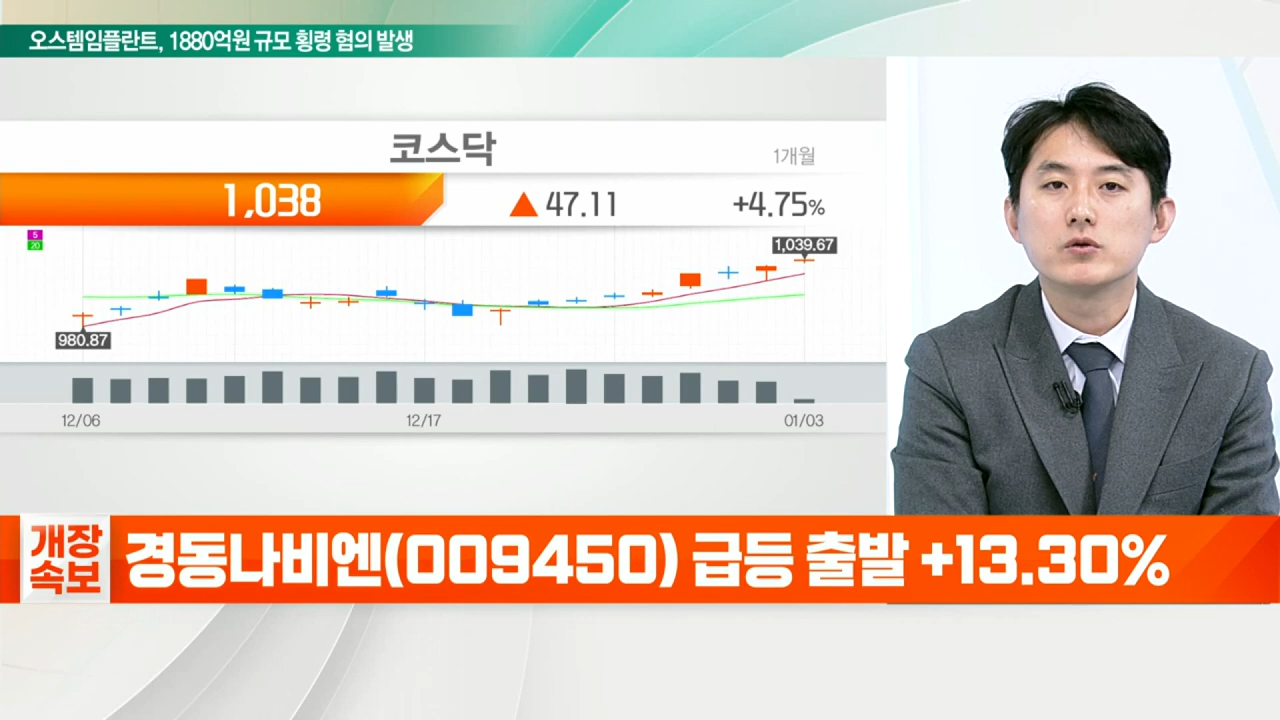 오스템임플란트, 1880억원 규모 횡령 혐의 발생
코스닥
1개월
1,038
▲ 47.11
+4.75%
5
20
1,039.67
980.87
12/06
12/17
01/03
개장
속보
경동나비엔(009450) 급등 출발 +13.30%